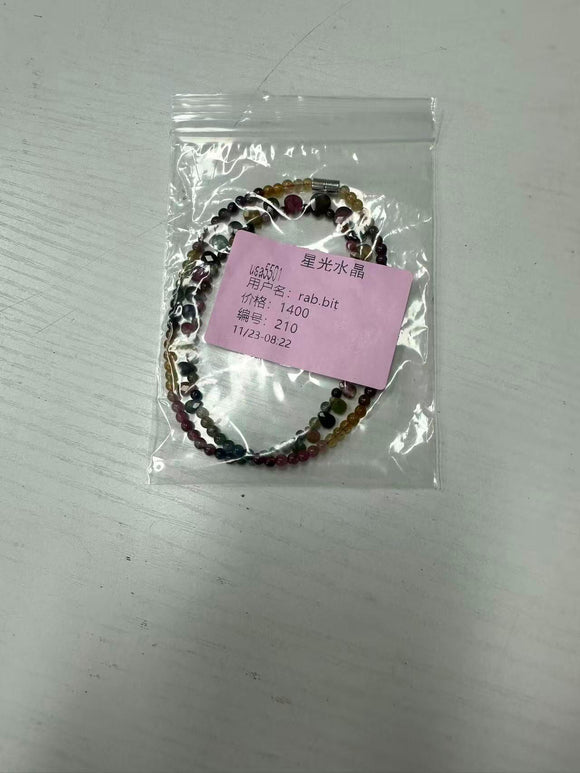 星光水晶
usa5501
用户名：rab.bit
价格：1400
编号：210
11/23-08:22